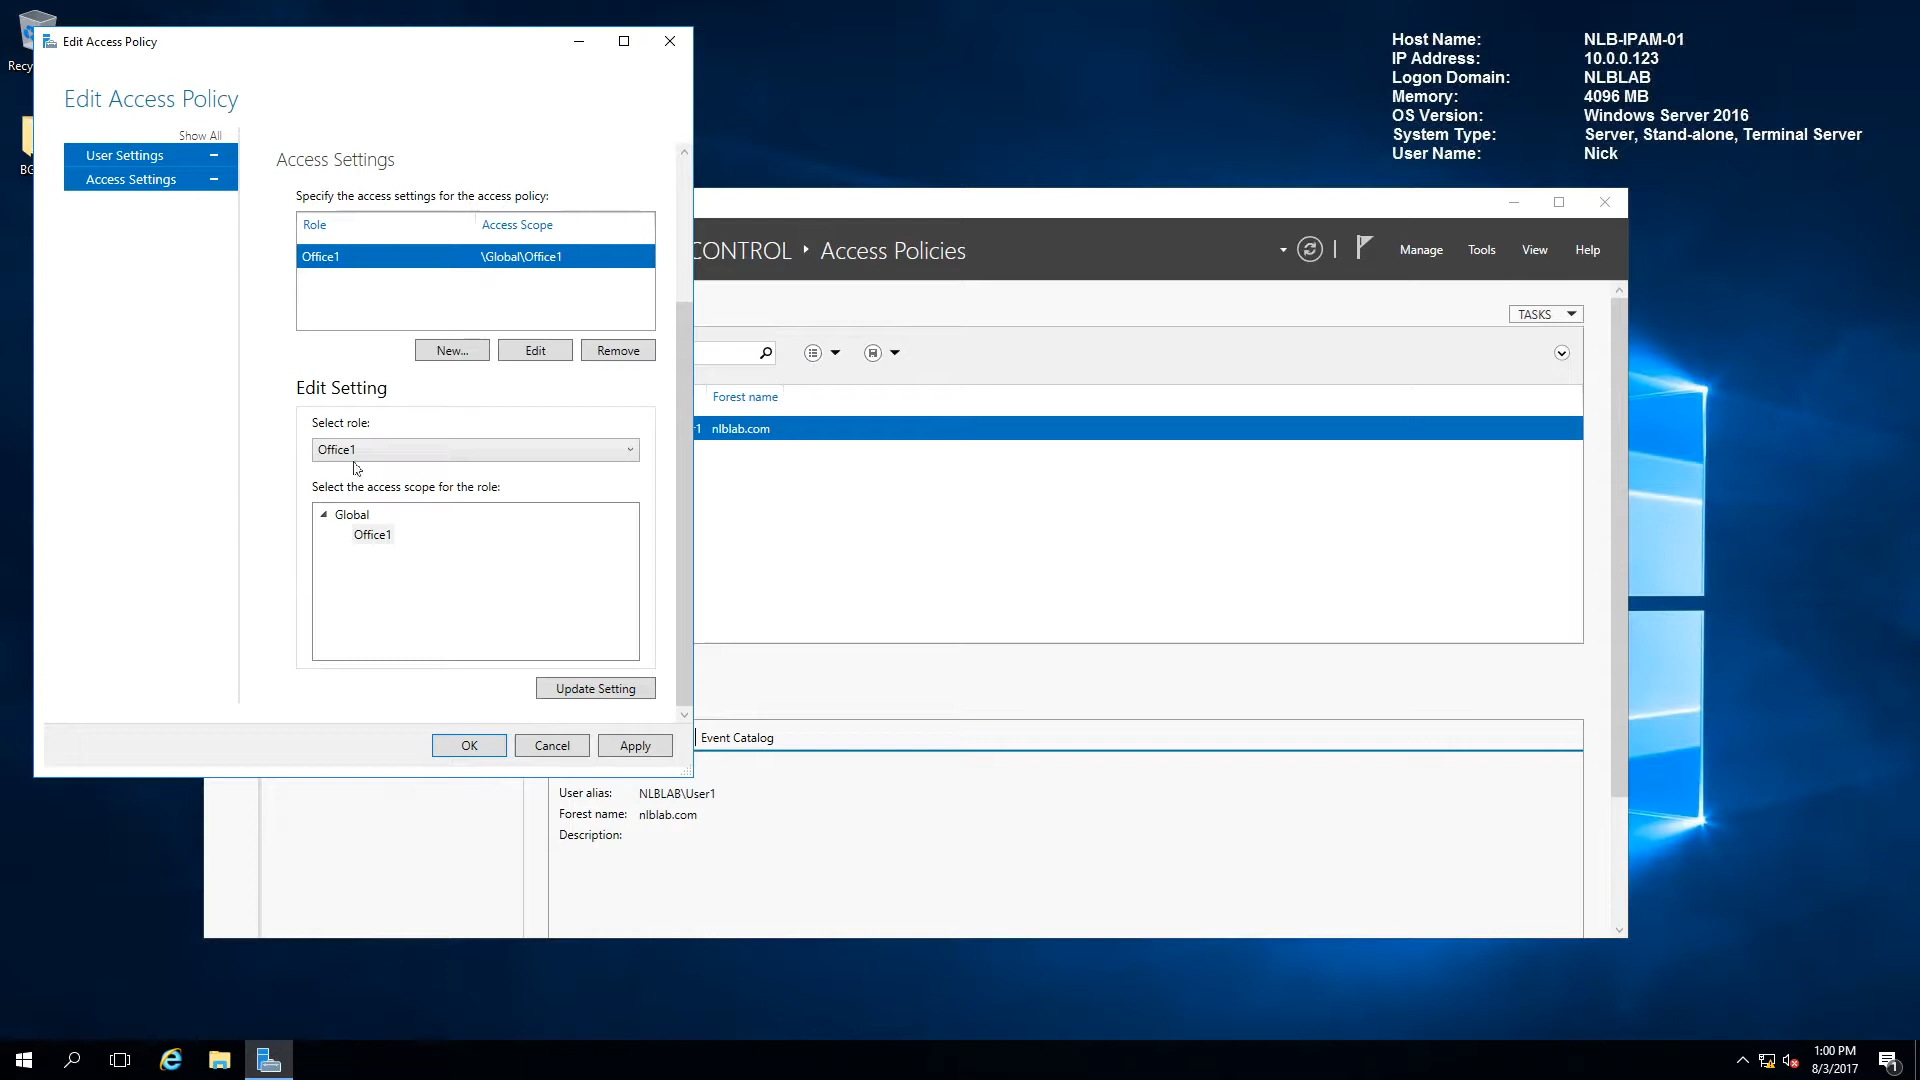 Recy
BG
Edit Access Policy
Edit Access Policy
Show All
User Settings
Access Settings
Access Settings
Specify the access settings for the access policy:
Role Access Scope
Office1 \Global\Office1
New... Edit Remove
Edit Setting
Select role:
Office1
Select the access scope for the role:
Global
Office1
Update Setting
OK Cancel Apply
Host Name: NLB-IPAM-01
IP Address: 10.0.0.123
Logon Domain: NLBLAB
Memory: 4096 MB
OS Version: Windows Server 2016
System Type: Server, Stand-alone, Terminal Server
User Name: Nick
CONTROL Access Policies
Manage Tools View Help
TASKS
Forest name
r1 nlblab.com
Event Catalog
User alias: NLBLAB\User1
Forest name: nlblab.com
Description:
1:00 PM
8/3/2017
1